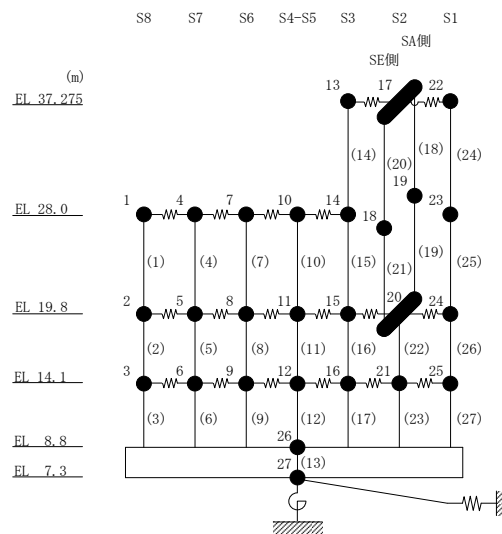 S8 S7 S6 S4-S5 S3 S2 S1
SA側
SE側
(m)
13 17 22
EL 37.275
(14) (20) (18) (24)
19
1 4 7 10 14 18 23
EL 28.0
(1) (4) (7) (10) (15) (21) (19) (25)
20
2 5 8 11 15 24
EL 19.8
(2) (5) (8) (11) (16) (22) (26)
3 6 9 12 16 21 25
EL 14.1
(3) (6) (9) (12) (17) (23) (27)
26
EL 8.8
27 (13)
EL 7.3